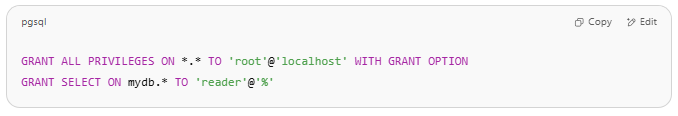 pgsql
Copy
Edit
GRANT ALL PRIVILEGES ON *.* TO 'root'@'localhost' WITH GRANT OPTION
GRANT SELECT ON mydb.* TO 'reader'@'%'